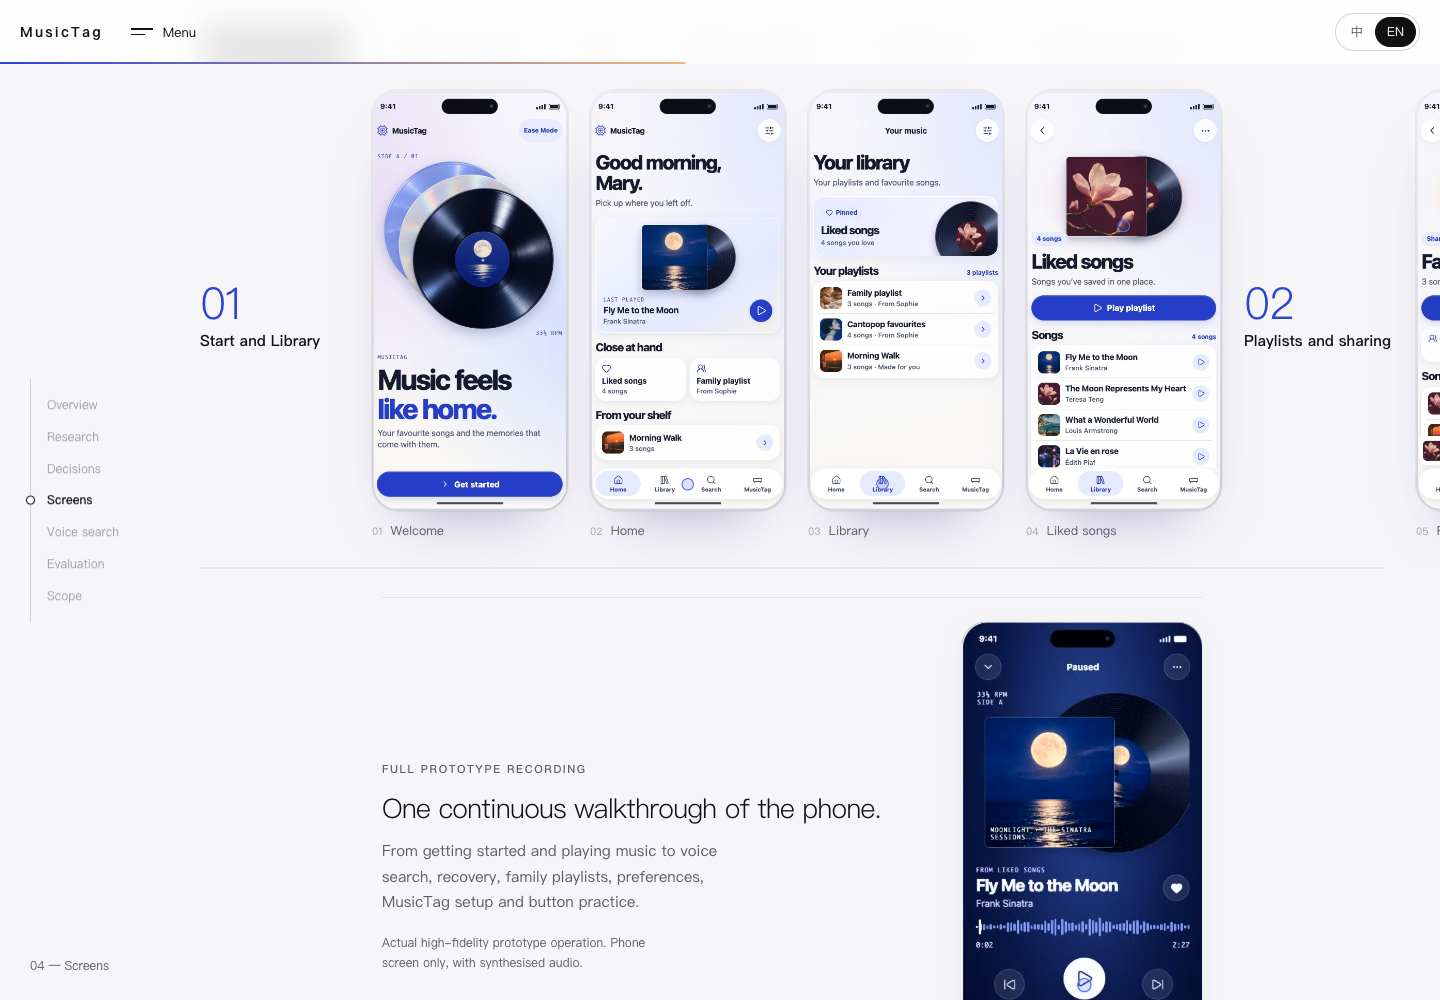 MusicTag
Menu
中
EN
01
Start and Library
9:41
MusicTag
Ease Mode
SIDE A / 01
33⅓ RPM
MUSICTAG
Music feels
like home.
Your favourite songs and the memories that
come with them.
Get started
01 Welcome
9:41
MusicTag
Good morning,
Mary.
Pick up where you left off.
LAST PLAYED
Fly Me to the Moon
Frank Sinatra
Close at hand
Liked songs
4 songs
Family playlist
From Sophie
From your shelf
Morning Walk
3 songs
Home
Library
Search
MusicTag
02 Home
9:41
Your music
Your library
Your playlists and favourite songs.
Pinned
Liked songs
4 songs you love
Your playlists
3 playlists
Family playlist
3 songs · From Sophie
Cantopop favourites
4 songs · From Sophie
Morning Walk
3 songs · Made for you
Home
Library
Search
MusicTag
03 Library
9:41
4 songs
Liked songs
Songs you've saved in one place.
Play playlist
Songs
4 songs
Fly Me to the Moon
Frank Sinatra
The Moon Represents My Heart
Teresa Teng
What a Wonderful World
Louis Armstrong
La Vie en rose
Édith Piaf
Home
Library
Search
MusicTag
04 Liked songs
02
Playlists and sharing
05
Overview
Research
Decisions
Screens
Voice search
Evaluation
Scope
FULL PROTOTYPE RECORDING
One continuous walkthrough of the phone.
From getting started and playing music to voice
search, recovery, family playlists, preferences,
MusicTag setup and button practice.
Actual high-fidelity prototype operation. Phone
screen only, with synthesised audio.
9:41
Paused
33⅓ RPM
SIDE A
MOONLIGHT · THE SINATRA
SESSIONS
FROM LIKED SONGS
Fly Me to the Moon
Frank Sinatra
0:02
2:27
04 — Screens